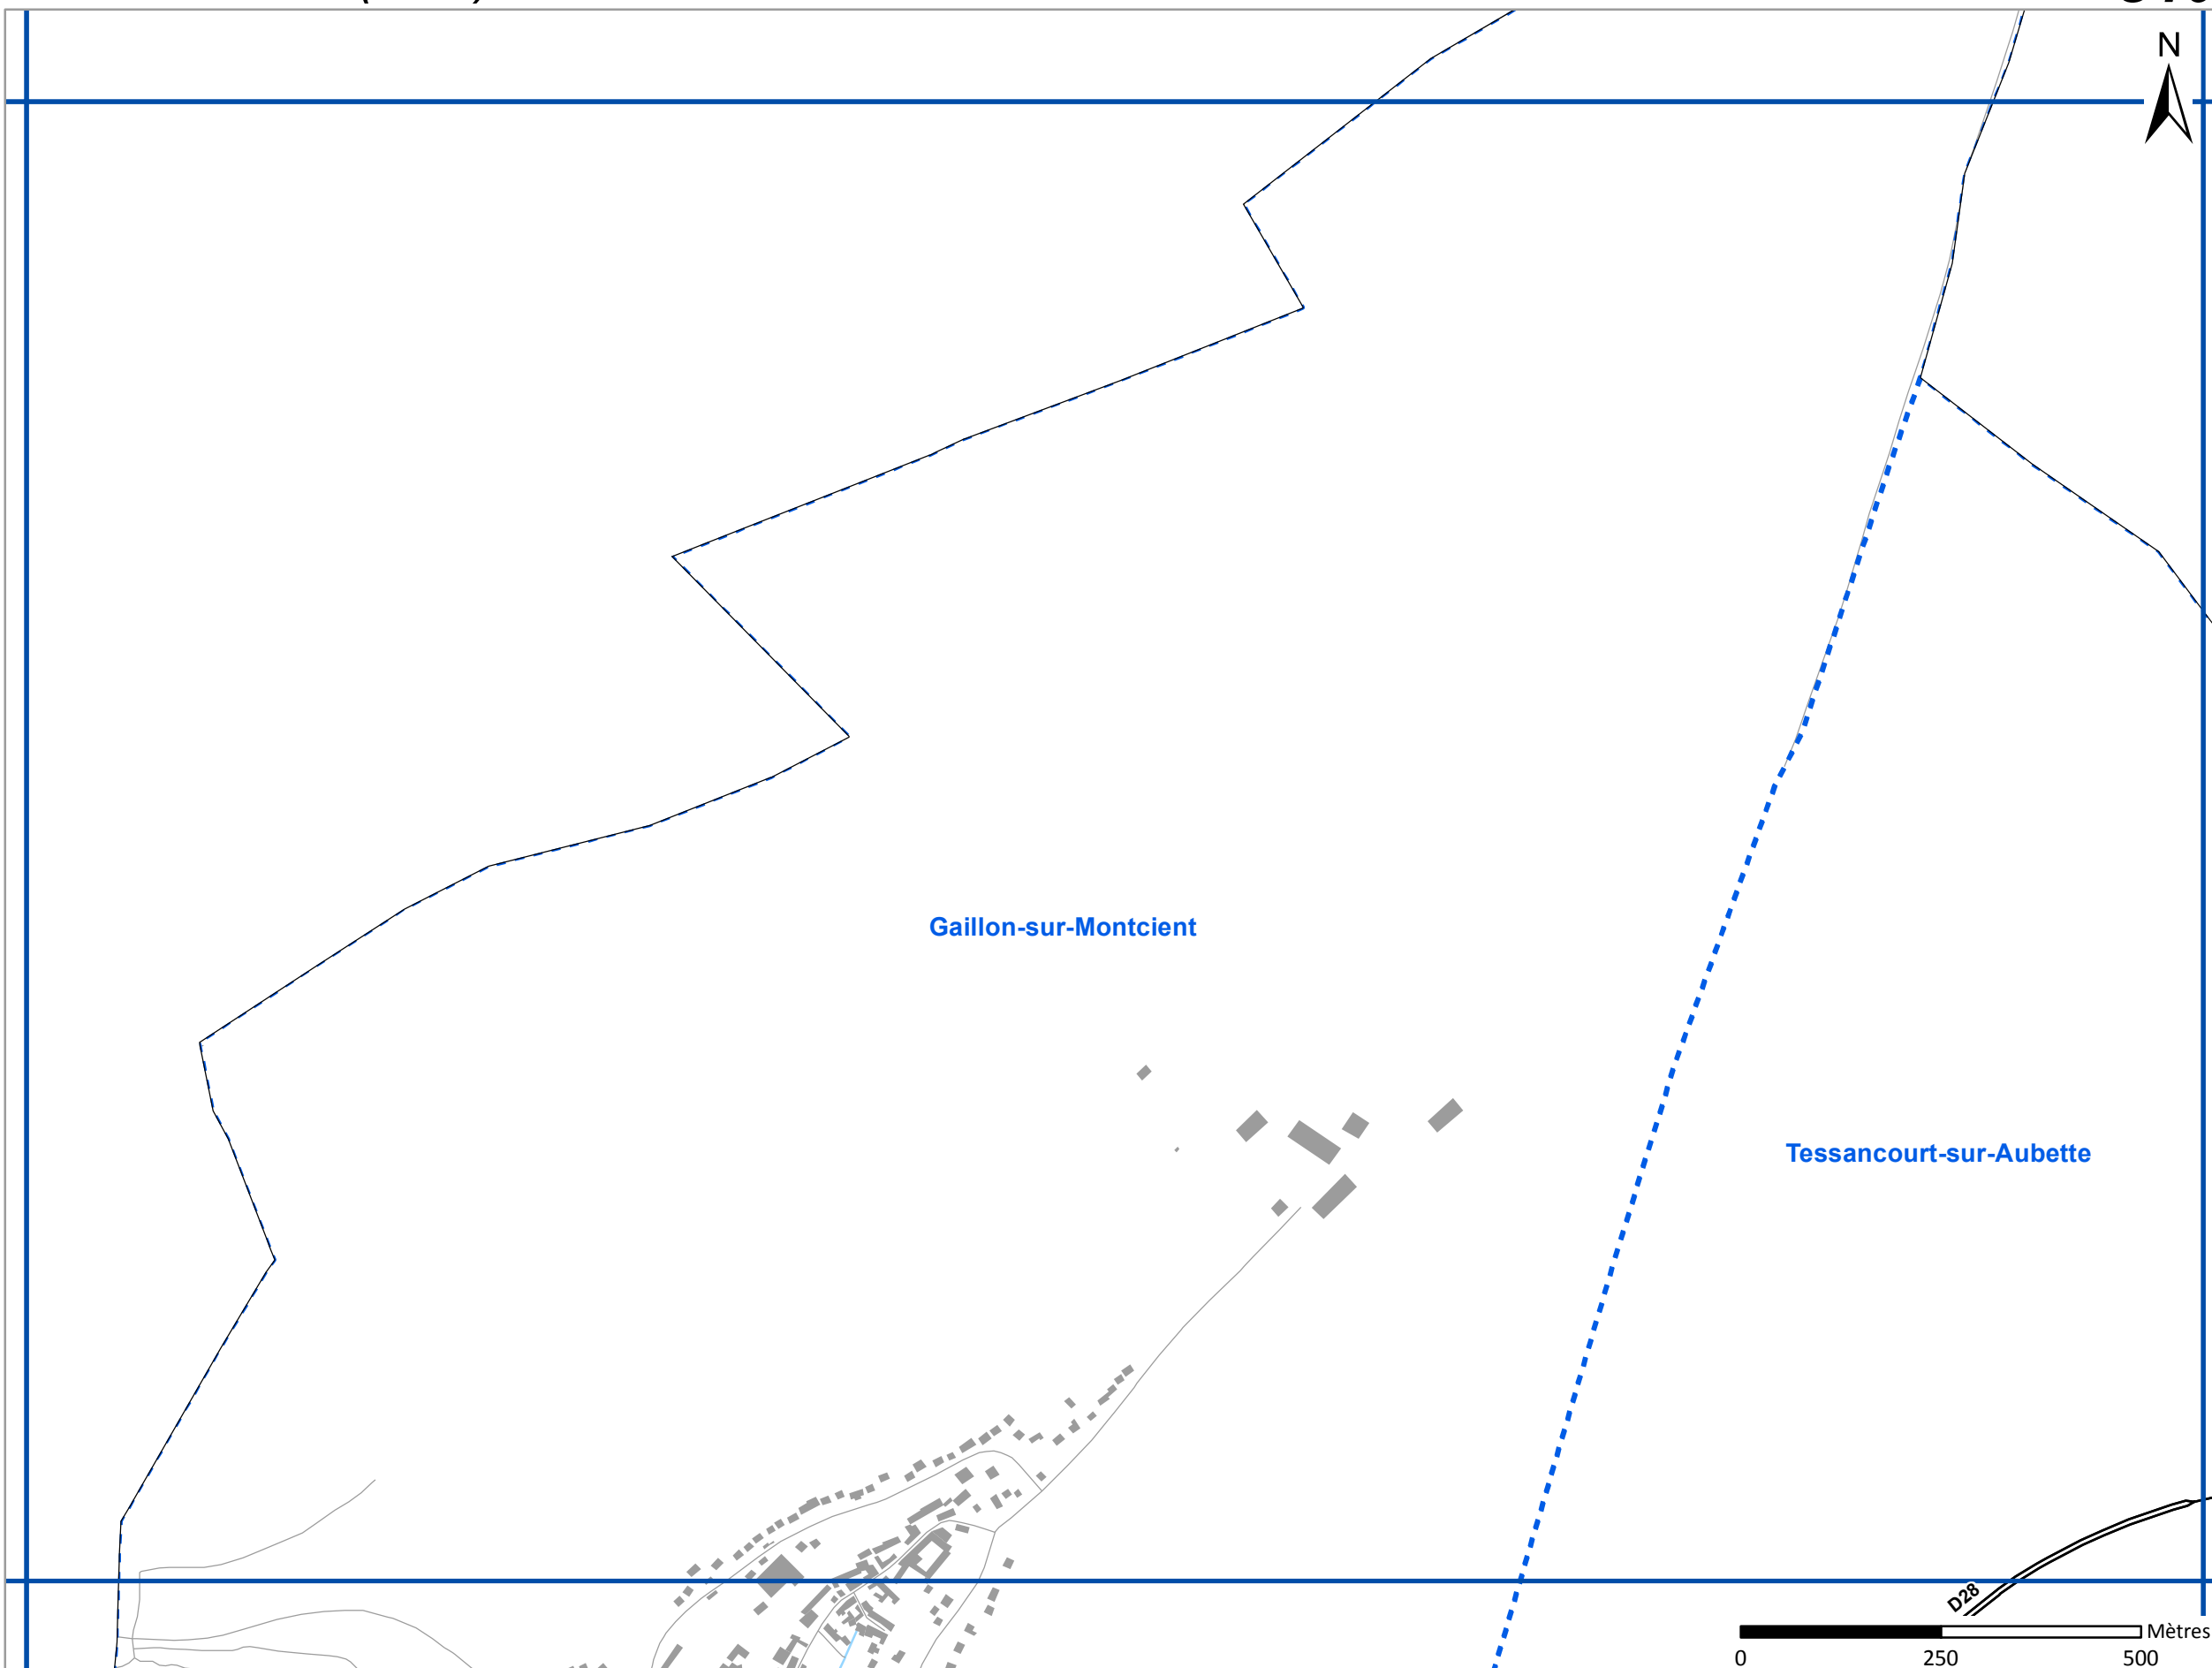 N
Gaillon-sur-Montcient
Tessancourt-sur-Aubette
D28
Mètres
0 250 500